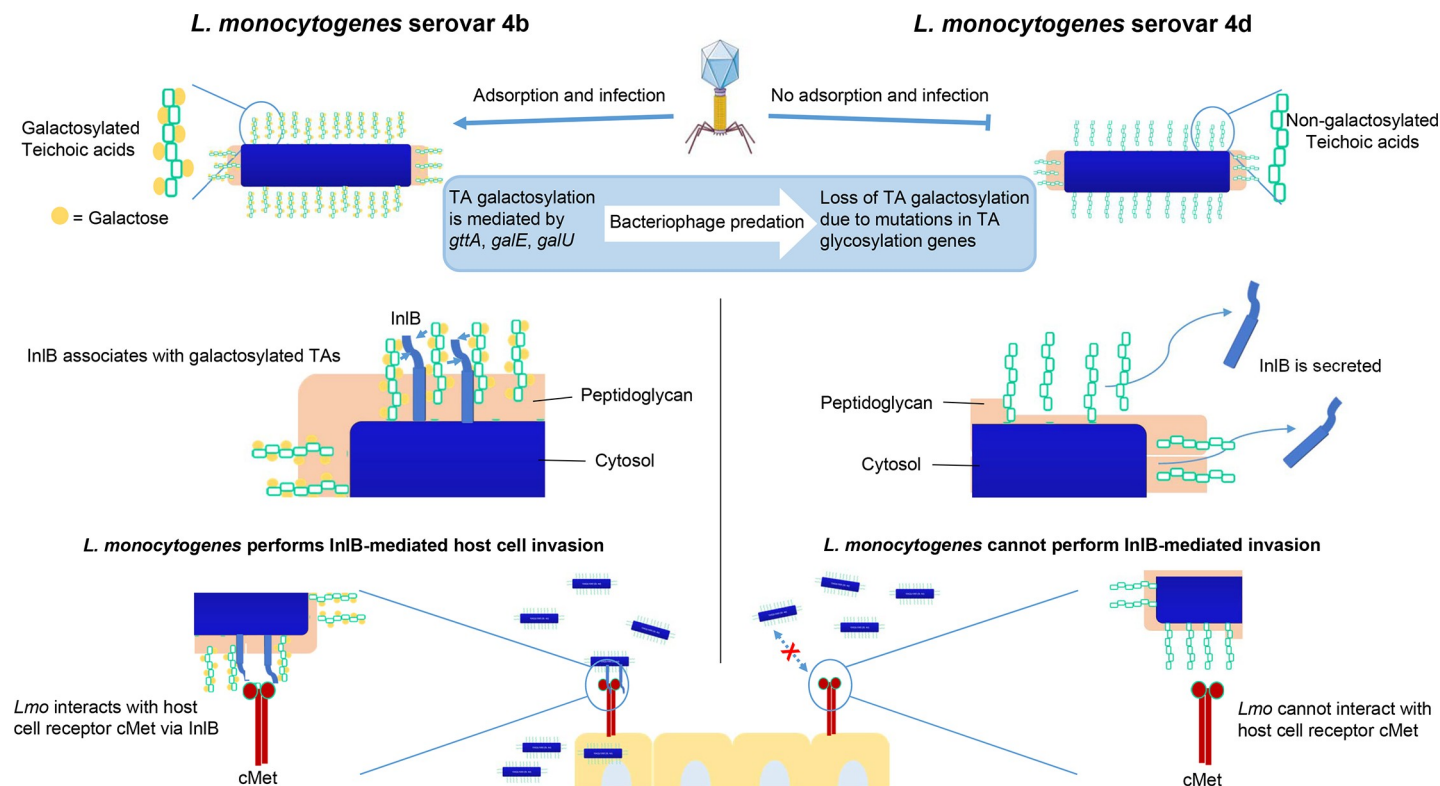 L. monocytogenes serovar 4b
L. monocytogenes serovar 4d
Adsorption and infection
No adsorption and infection
Galactosylated
Teichoic acids
Non-galactosylated
Teichoic acids
= Galactose
TA galactosylation
is mediated by
gttA, galE, galU
Bacteriophage predation
Loss of TA galactosylation
due to mutations in TA
glycosylation genes
InlB
InlB associates with galactosylated TAs
Peptidoglycan
Cytosol
InlB is secreted
Peptidoglycan
Cytosol
L. monocytogenes performs InlB-mediated host cell invasion
L. monocytogenes cannot perform InlB-mediated invasion
Lmo interacts with host
cell receptor cMet via InlB
cMet
Lmo cannot interact with
host cell receptor cMet
cMet